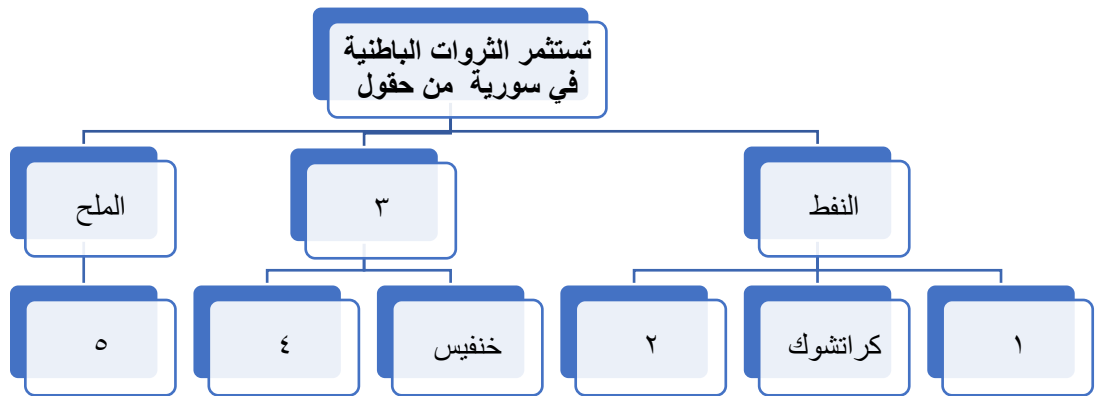 تستثمر الثروات الباطنية
في سورية من حقول
النفط
٣
الملح
١
كراتشوك
٢
خنفيس
٤
٥